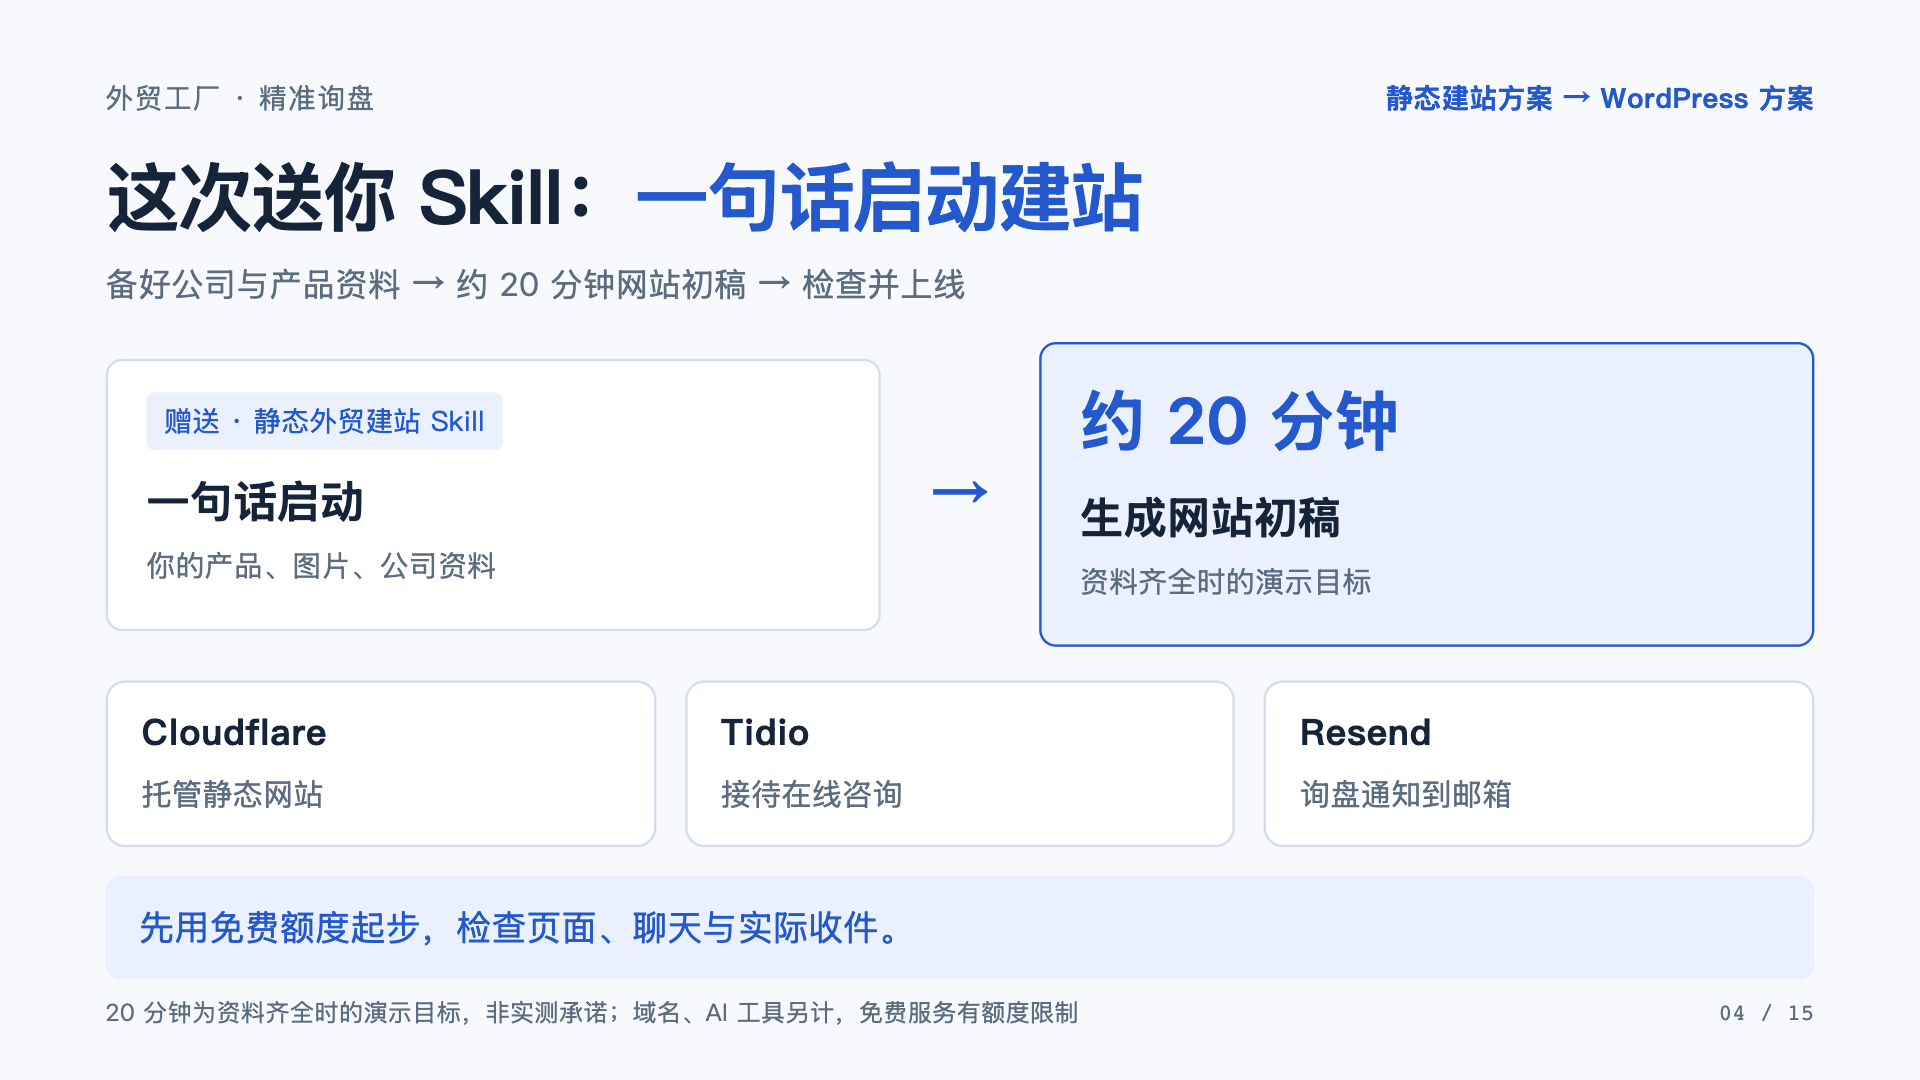 外贸工厂 · 精准询盘
静态建站方案 → WordPress 方案
这次送你 Skill：一句话启动建站
备好公司与产品资料 → 约 20 分钟网站初稿 → 检查并上线
赠送 · 静态外贸建站 Skill
一句话启动
你的产品、图片、公司资料
→
约 20 分钟
生成网站初稿
资料齐全时的演示目标
Cloudflare
托管静态网站
Tidio
接待在线咨询
Resend
询盘通知到邮箱
先用免费额度起步，检查页面、聊天与实际收件。
20 分钟为资料齐全时的演示目标，非实测承诺；域名、AI 工具另计，免费服务有额度限制
04 / 15